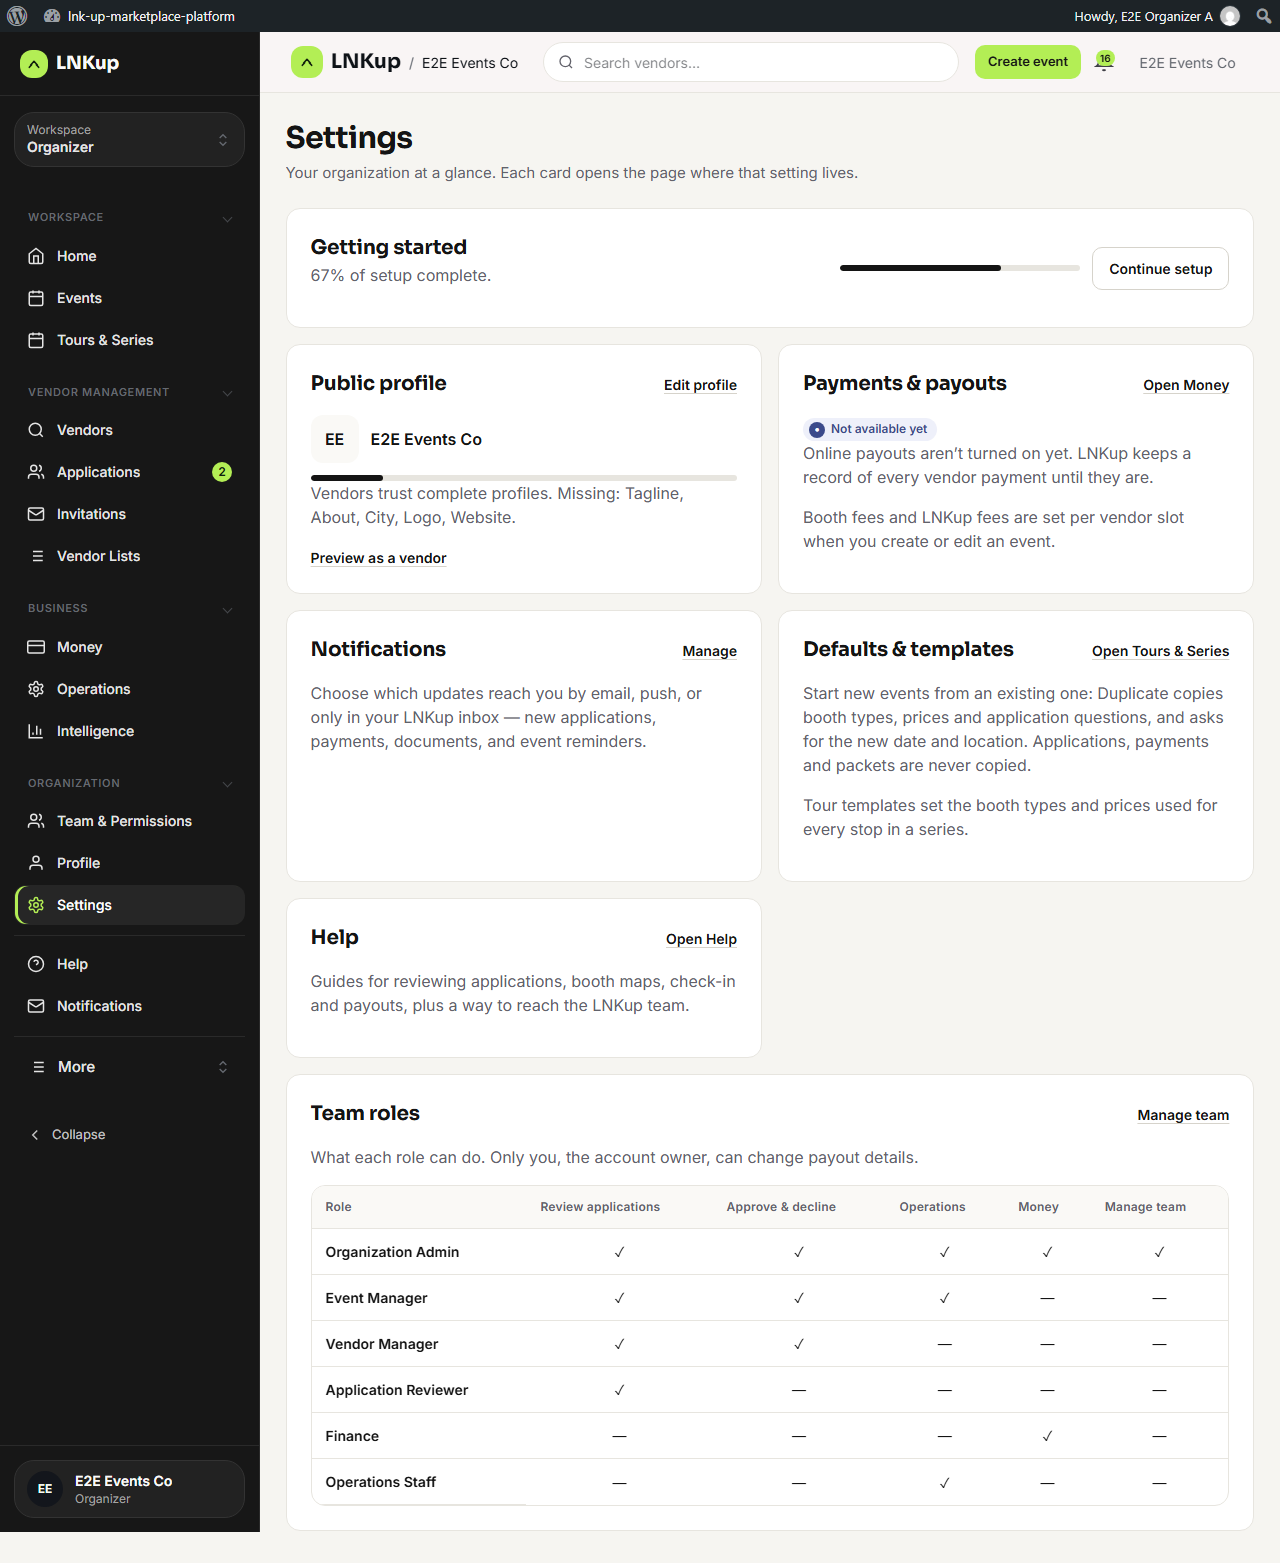 lnk-up-marketplace-platform
Howdy, E2E Organizer A
LNKup
LNKup / E2E Events Co
Search vendors...
Create event
16
E2E Events Co
Workspace
Organizer
WORKSPACE
Home
Events
Tours & Series
VENDOR MANAGEMENT
Vendors
Applications
2
Invitations
Vendor Lists
BUSINESS
Money
Operations
Intelligence
ORGANIZATION
Team & Permissions
Profile
Settings
Help
Notifications
More
Collapse
EE
E2E Events Co
Organizer
Settings
Your organization at a glance. Each card opens the page where that setting lives.
Getting started
67% of setup complete.
Continue setup
Public profile
Edit profile
EE
E2E Events Co
Vendors trust complete profiles. Missing: Tagline,
About, City, Logo, Website.
Preview as a vendor
Payments & payouts
Open Money
Not available yet
Online payouts aren’t turned on yet. LNKup keeps a
record of every vendor payment until they are.
Booth fees and LNKup fees are set per vendor slot
when you create or edit an event.
Notifications
Manage
Choose which updates reach you by email, push, or
only in your LNKup inbox — new applications,
payments, documents, and event reminders.
Defaults & templates
Open Tours & Series
Start new events from an existing one: Duplicate copies
booth types, prices and application questions, and asks
for the new date and location. Applications, payments
and packets are never copied.
Tour templates set the booth types and prices used for
every stop in a series.
Help
Open Help
Guides for reviewing applications, booth maps, check-in
and payouts, plus a way to reach the LNKup team.
Team roles
Manage team
What each role can do. Only you, the account owner, can change payout details.
Role Review applications Approve & decline Operations Money Manage team
Organization Admin ✓ ✓ ✓ ✓ ✓
Event Manager ✓ ✓ ✓ — —
Vendor Manager ✓ ✓ — — —
Application Reviewer ✓ — — — —
Finance — — — ✓ —
Operations Staff — — ✓ — —